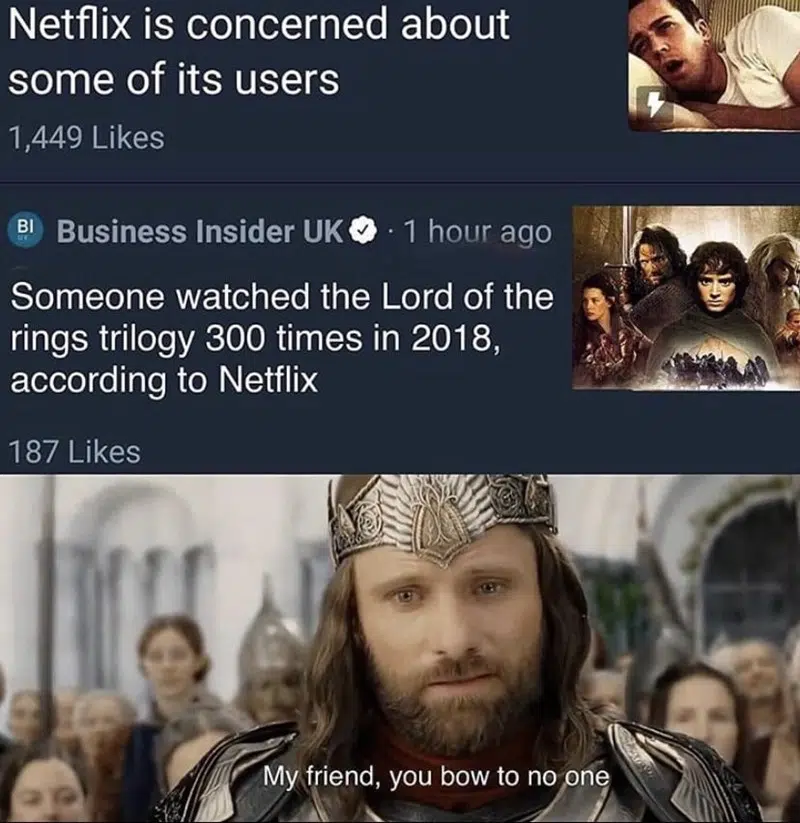 Netflix is concerned about
some of its users
1,449 Likes
BI Business Insider UK · 1 hour ago
Someone watched the Lord of the
rings trilogy 300 times in 2018,
according to Netflix
187 Likes
My friend, you bow to no one